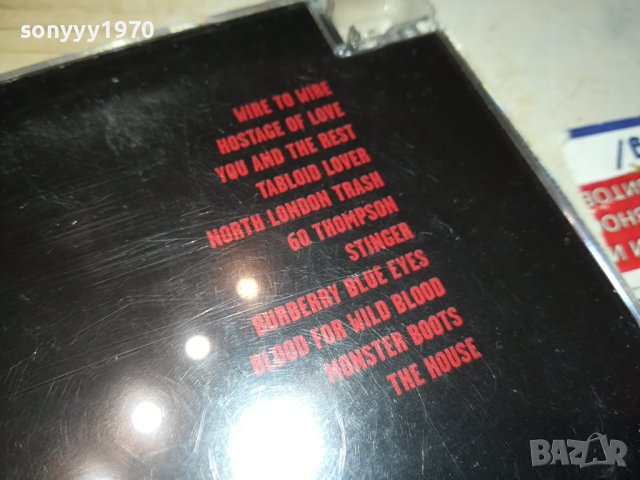 sonyyy1970
WIRE TO WIRE
HOSTAGE OF LOVE
YOU AND THE REST
TABLOID LOVER
NORTH LONDON TRASH
60 THOMPSON
STINGER
BURBERRY BLUE EYES
BLOOD FOR WILD BLOOD
MONSTER BOOTS
THE HOUSE
BAZAR